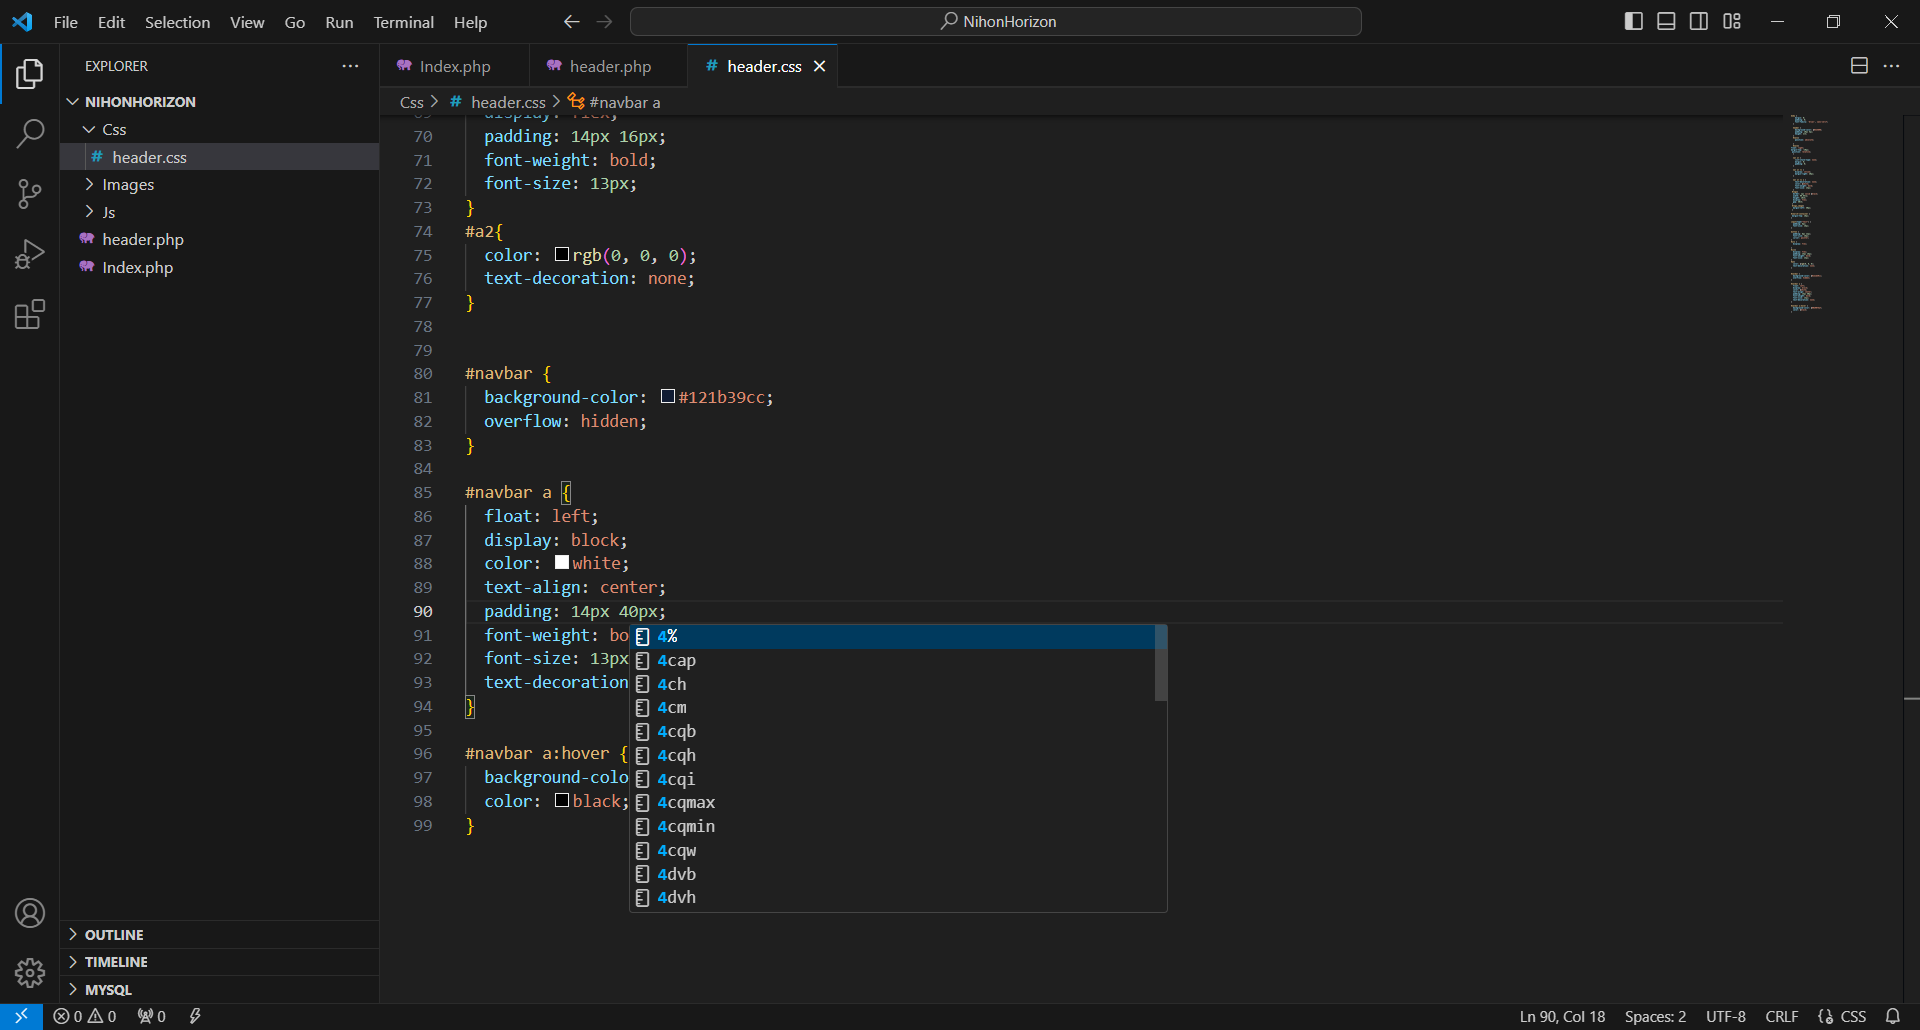 File Edit Selection View Go Run Terminal Help
NihonHorizon
EXPLORER
NIHONHORIZON
Css
# header.css
Images
Js
header.php
Index.php
OUTLINE
TIMELINE
MYSQL
Index.php
header.php
# header.css
Css > # header.css > #navbar a
70 padding: 14px 16px;
71 font-weight: bold;
72 font-size: 13px;
73 }
74 #a2{
75 color: rgb(0, 0, 0);
76 text-decoration: none;
77 }
78
79
80 #navbar {
81 background-color: #121b39cc;
82 overflow: hidden;
83 }
84
85 #navbar a {
86 float: left;
87 display: block;
88 color: white;
89 text-align: center;
90 padding: 14px 40px;
91 font-weight: bo
92 font-size: 13px
93 text-decoration
94 }
95
96 #navbar a:hover {
97 background-colo
98 color: black;
99 }
4%
4cap
4ch
4cm
4cqb
4cqh
4cqi
4cqmax
4cqmin
4cqw
4dvb
4dvh
0 0 0
Ln 90, Col 18 Spaces: 2 UTF-8 CRLF CSS